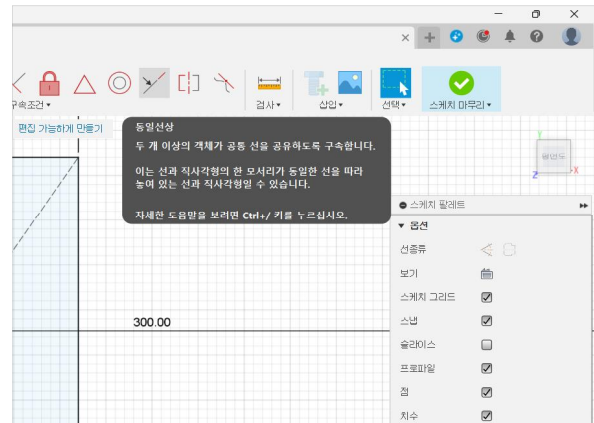 구속조건 ▾
검사 ▾
삽입 ▾
선택 ▾
스케치 마무리 ▾
편집 가능하게 만들기
동일선상
두 개 이상의 객체가 공통 선을 공유하도록 구속합니다.
이는 선과 직사각형의 한 모서리가 동일한 선을 따라
놓여 있는 선과 직사각형일 수 있습니다.
자세한 도움말을 보려면 Ctrl+/ 키를 누르십시오.
Y
평면도
Z
X
스케치 팔레트
▼ 옵션
선종류
보기
스케치 그리드
스냅
슬라이스
프로파일
점
치수
300.00